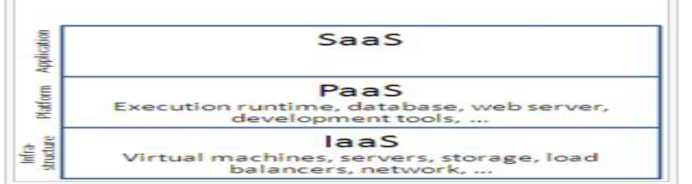 Application
SaaS
Platform
PaaS
Execution runtime, database, web server,
development tools, ...
Infra-
structure
IaaS
Virtual machines, servers, storage, load
balancers, network, ...